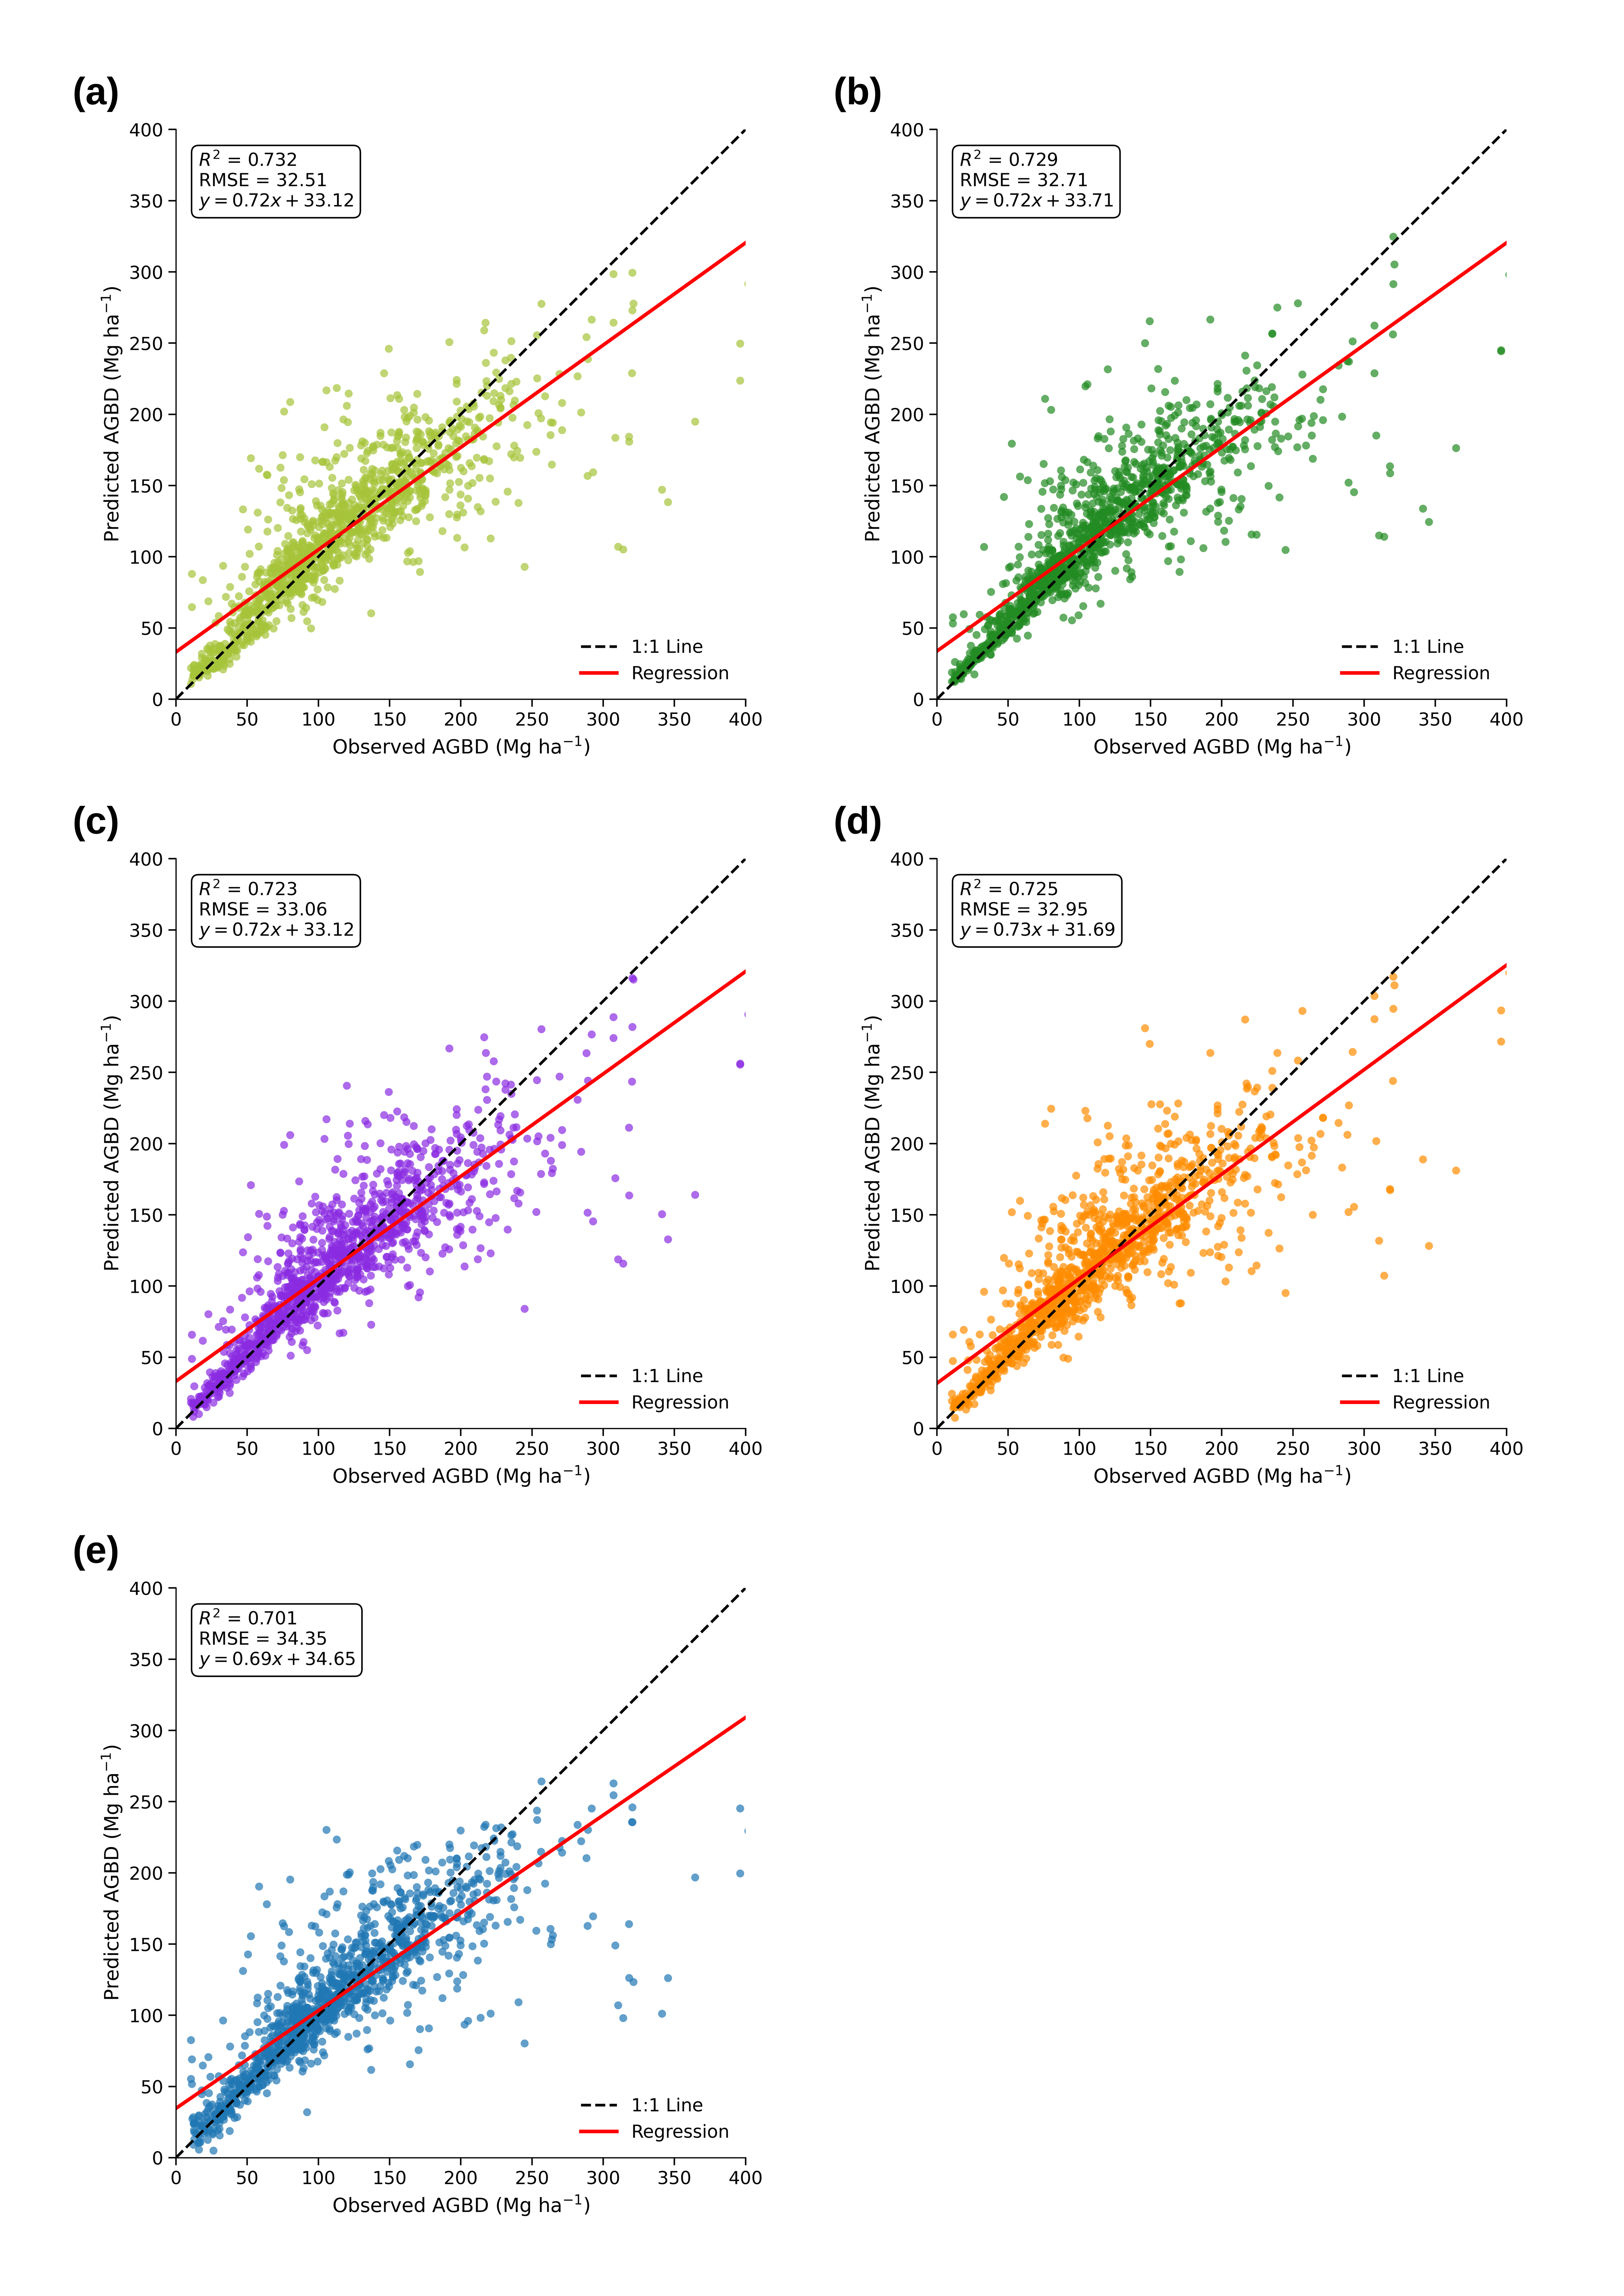 (a)
400
350
300
250
200
150
100
50
0
Predicted AGBD (Mg ha⁻¹)
R² = 0.732
RMSE = 32.51
y = 0.72x + 33.12
1:1 Line
Regression
0 50 100 150 200 250 300 350 400
Observed AGBD (Mg ha⁻¹)
(b)
400
350
300
250
200
150
100
50
0
Predicted AGBD (Mg ha⁻¹)
R² = 0.729
RMSE = 32.71
y = 0.72x + 33.71
1:1 Line
Regression
0 50 100 150 200 250 300 350 400
Observed AGBD (Mg ha⁻¹)
(c)
400
350
300
250
200
150
100
50
0
Predicted AGBD (Mg ha⁻¹)
R² = 0.723
RMSE = 33.06
y = 0.72x + 33.12
1:1 Line
Regression
0 50 100 150 200 250 300 350 400
Observed AGBD (Mg ha⁻¹)
(d)
400
350
300
250
200
150
100
50
0
Predicted AGBD (Mg ha⁻¹)
R² = 0.725
RMSE = 32.95
y = 0.73x + 31.69
1:1 Line
Regression
0 50 100 150 200 250 300 350 400
Observed AGBD (Mg ha⁻¹)
(e)
400
350
300
250
200
150
100
50
0
Predicted AGBD (Mg ha⁻¹)
R² = 0.701
RMSE = 34.35
y = 0.69x + 34.65
1:1 Line
Regression
0 50 100 150 200 250 300 350 400
Observed AGBD (Mg ha⁻¹)